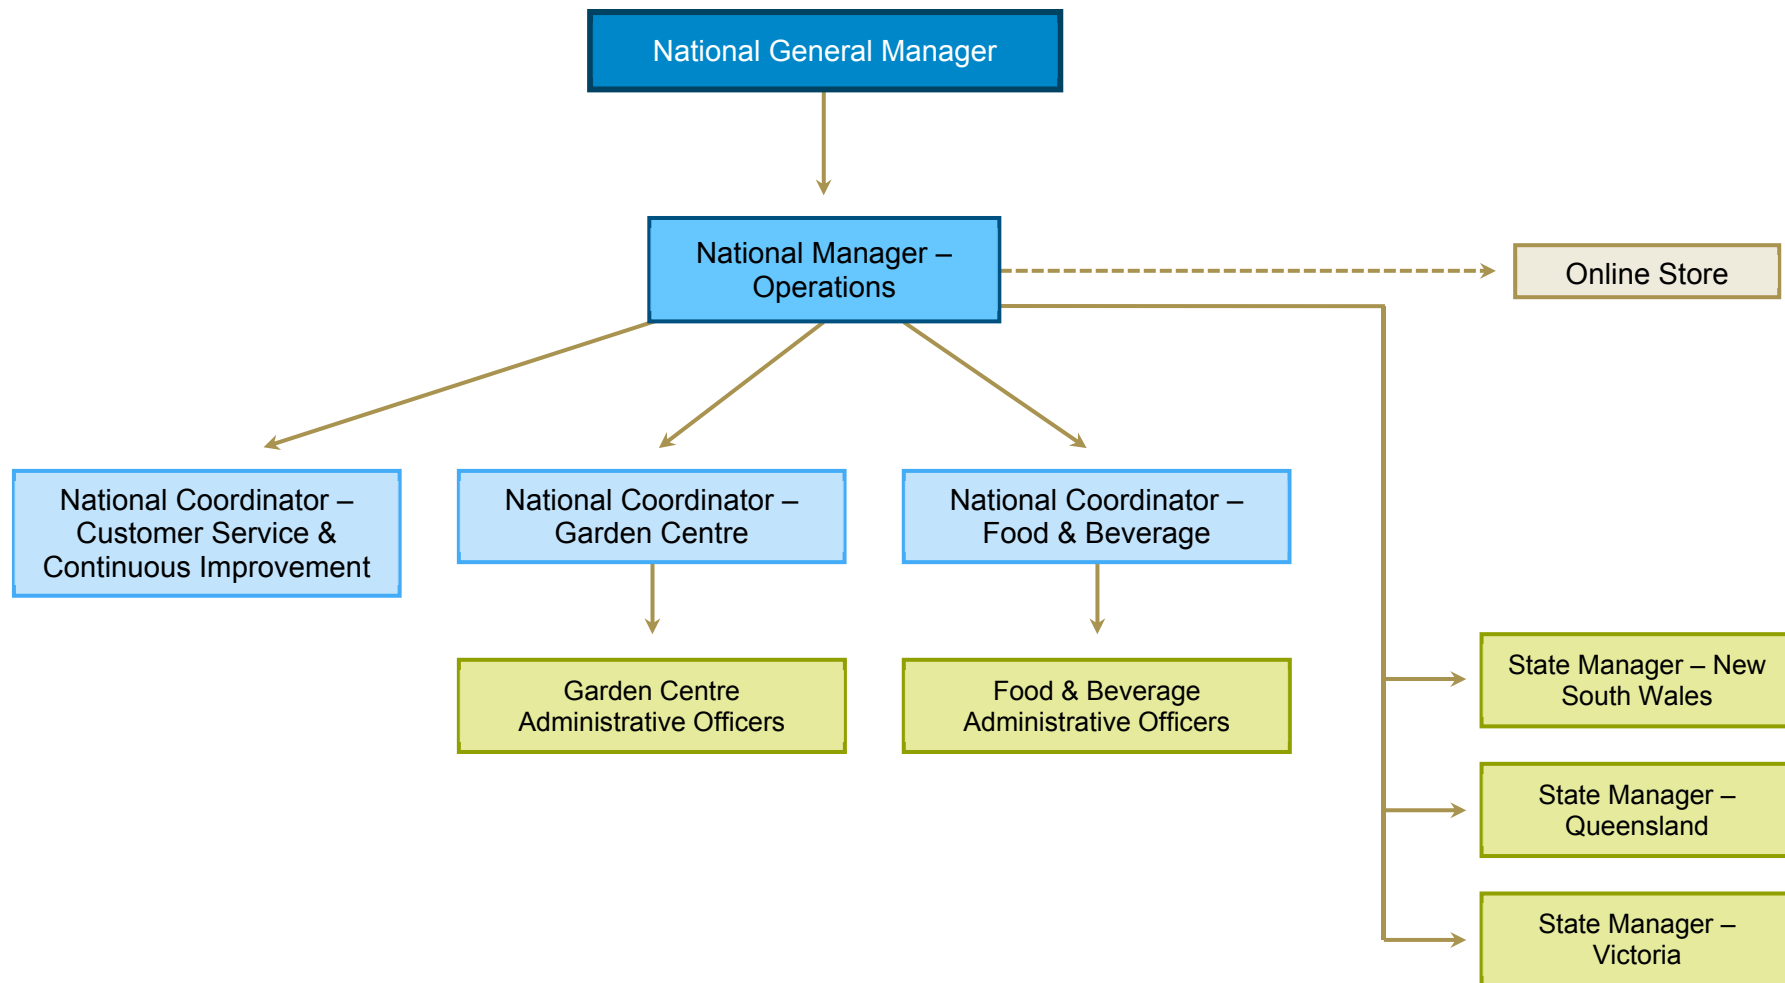 National General Manager
National Manager –
Operations
Online Store
National Coordinator –
Customer Service &
Continuous Improvement
National Coordinator –
Garden Centre
National Coordinator –
Food & Beverage
Garden Centre
Administrative Officers
Food & Beverage
Administrative Officers
State Manager – New
South Wales
State Manager –
Queensland
State Manager –
Victoria